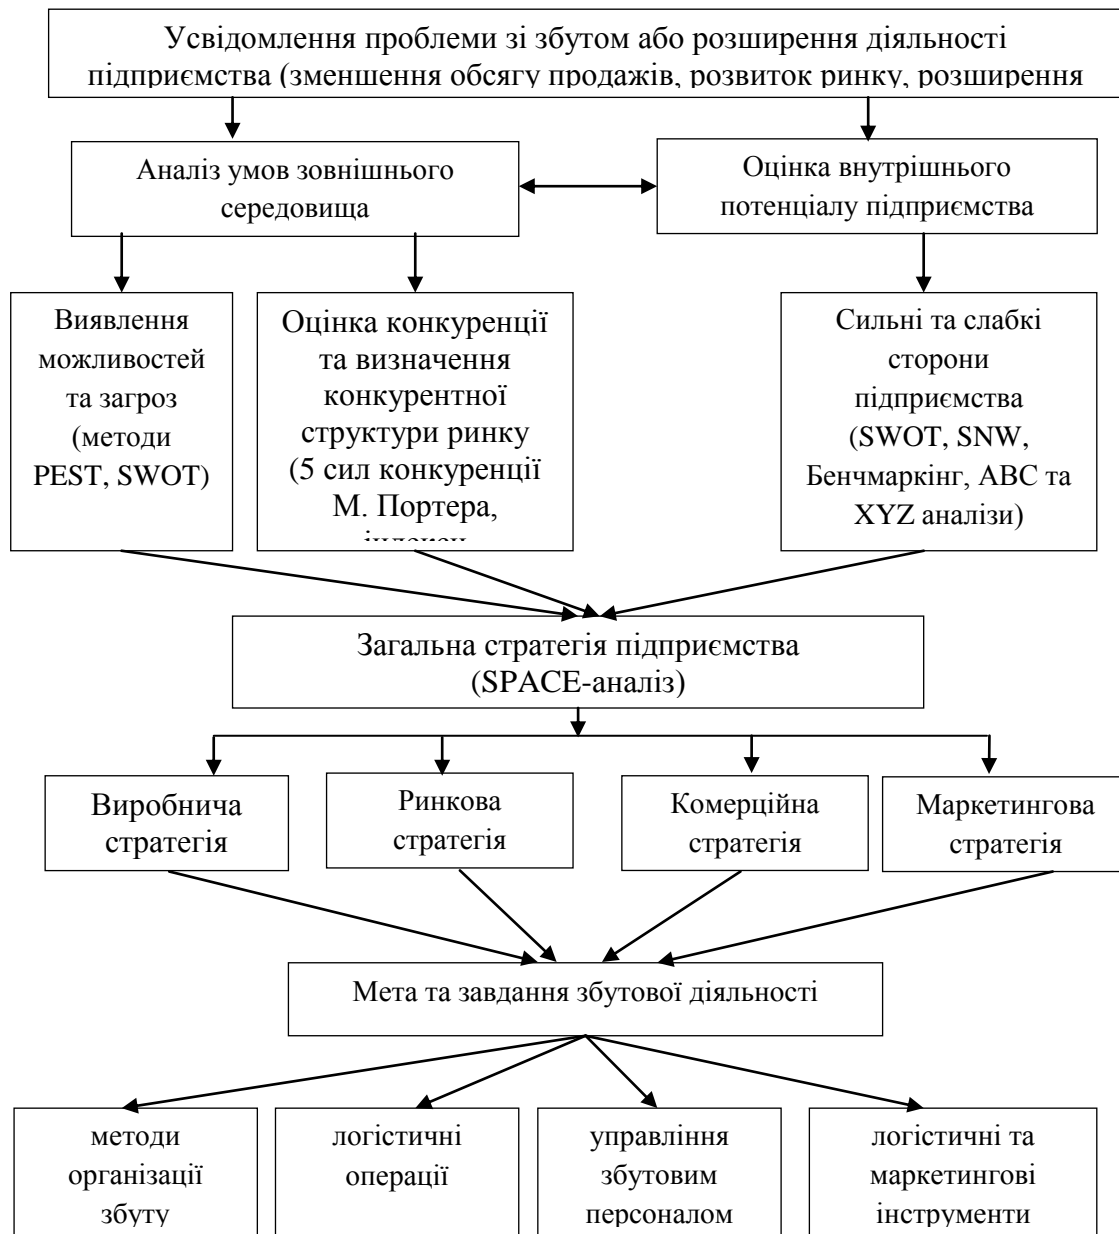 Усвідомлення проблеми зі збутом або розширення діяльності
підприємства (зменшення обсягу продажів, розвиток ринку, розширення
Аналіз умов зовнішнього
середовища
Оцінка внутрішнього
потенціалу підприємства
Виявлення
можливостей
та загроз
(методи
PEST, SWOT)
Оцінка конкуренції
та визначення
конкурентної
структури ринку
(5 сил конкуренції
М. Портера,
Сильні та слабкі
сторони
підприємства
(SWOT, SNW,
Бенчмаркінг, ABC та
XYZ аналізи)
Загальна стратегія підприємства
(SPACE-аналіз)
Виробнича
стратегія
Ринкова
стратегія
Комерційна
стратегія
Маркетингова
стратегія
Мета та завдання збутової діяльності
методи
організації
збуту
логістичні
операції
управління
збутовим
персоналом
логістичні та
маркетингові
інструменти